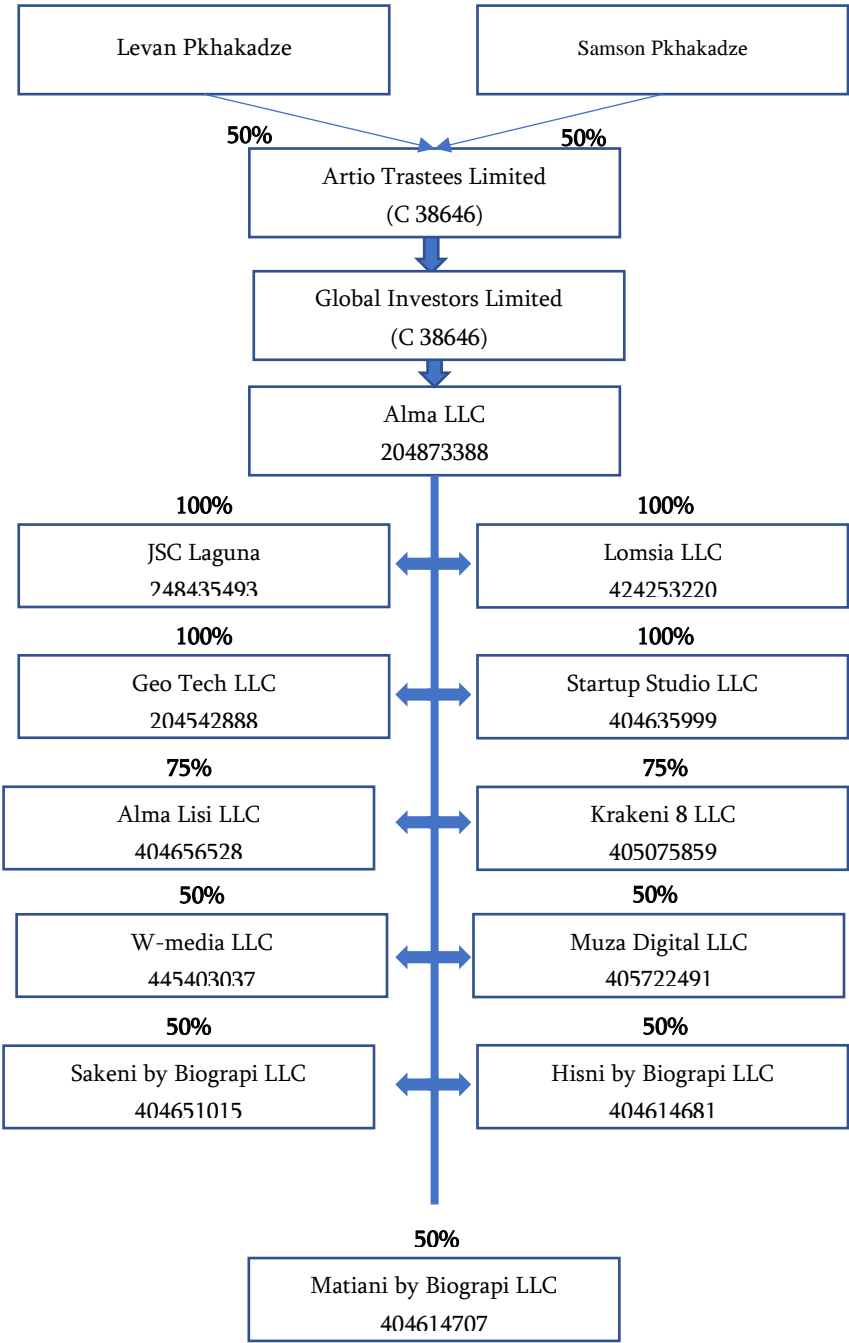 Levan Pkhakadze
Samson Pkhakadze
50%
50%
Artio Trastees Limited
(C 38646)
Global Investors Limited
(C 38646)
Alma LLC
204873388
100%
100%
JSC Laguna
248435493
Lomsia LLC
424253220
100%
100%
Geo Tech LLC
204542888
Startup Studio LLC
404635999
75%
75%
Alma Lisi LLC
404656528
Krakeni 8 LLC
405075859
50%
50%
W-media LLC
445403037
Muza Digital LLC
405722491
50%
50%
Sakeni by Biograpi LLC
404651015
Hisni by Biograpi LLC
404614681
50%
Matiani by Biograpi LLC
404614707